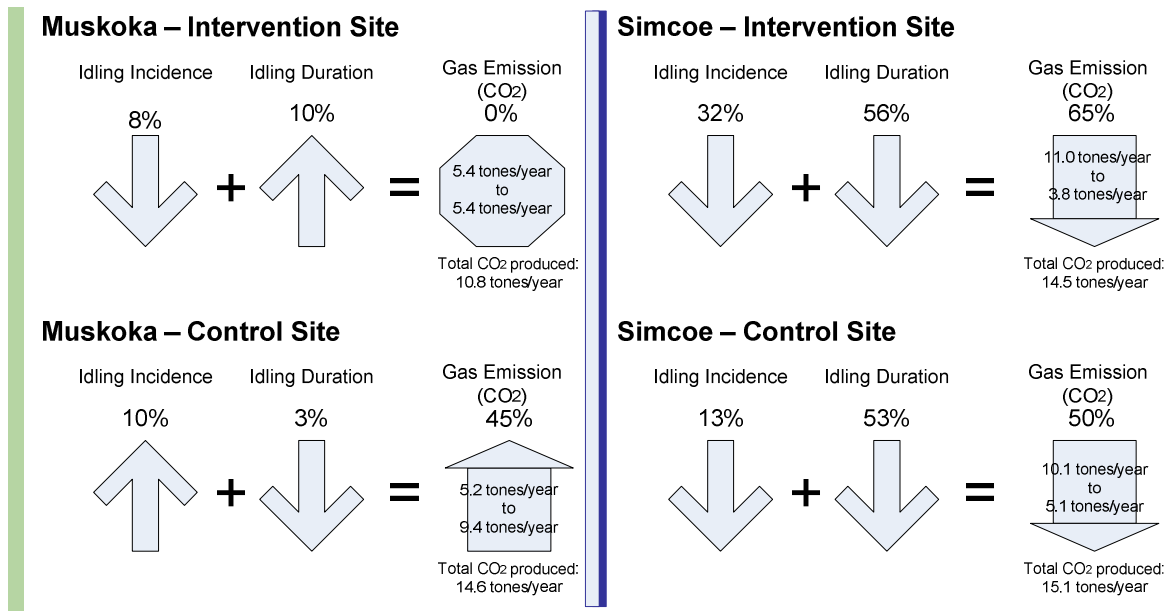 Muskoka – Intervention Site
Idling Incidence
8%
+
Idling Duration
10%
=
Gas Emission
(CO2)
0%
5.4 tones/year
to
5.4 tones/year
Total CO2 produced:
10.8 tones/year
Simcoe – Intervention Site
Idling Incidence
32%
+
Idling Duration
56%
=
Gas Emission
(CO2)
65%
11.0 tones/year
to
3.8 tones/year
Total CO2 produced:
14.5 tones/year
Muskoka – Control Site
Idling Incidence
10%
+
Idling Duration
3%
=
Gas Emission
(CO2)
45%
5.2 tones/year
to
9.4 tones/year
Total CO2 produced:
14.6 tones/year
Simcoe – Control Site
Idling Incidence
13%
+
Idling Duration
53%
=
Gas Emission
(CO2)
50%
10.1 tones/year
to
5.1 tones/year
Total CO2 produced:
15.1 tones/year